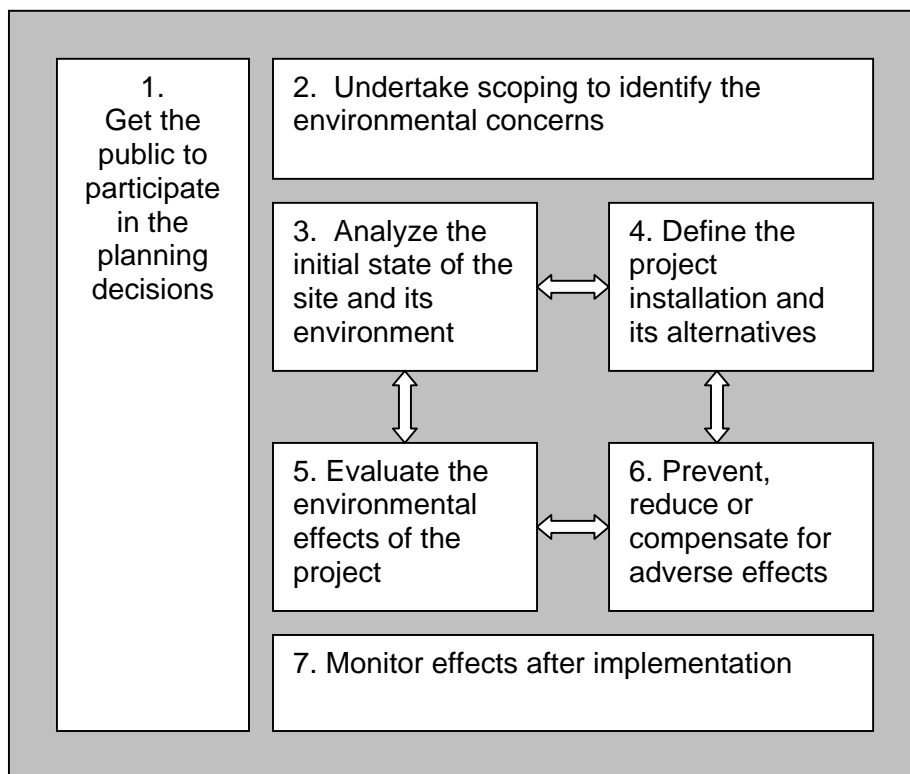 1.
Get the
public to
participate
in the
planning
decisions
2. Undertake scoping to identify the
environmental concerns
3. Analyze the
initial state of the
site and its
environment
4. Define the
project
installation and
its alternatives
5. Evaluate the
environmental
effects of the
project
6. Prevent,
reduce or
compensate for
adverse effects
7. Monitor effects after implementation